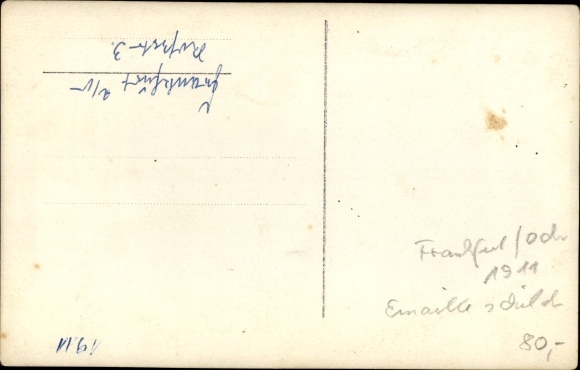 Frankfurt a/O
Frankfurt/Oder
1911
Emaille schild
80,-
1911